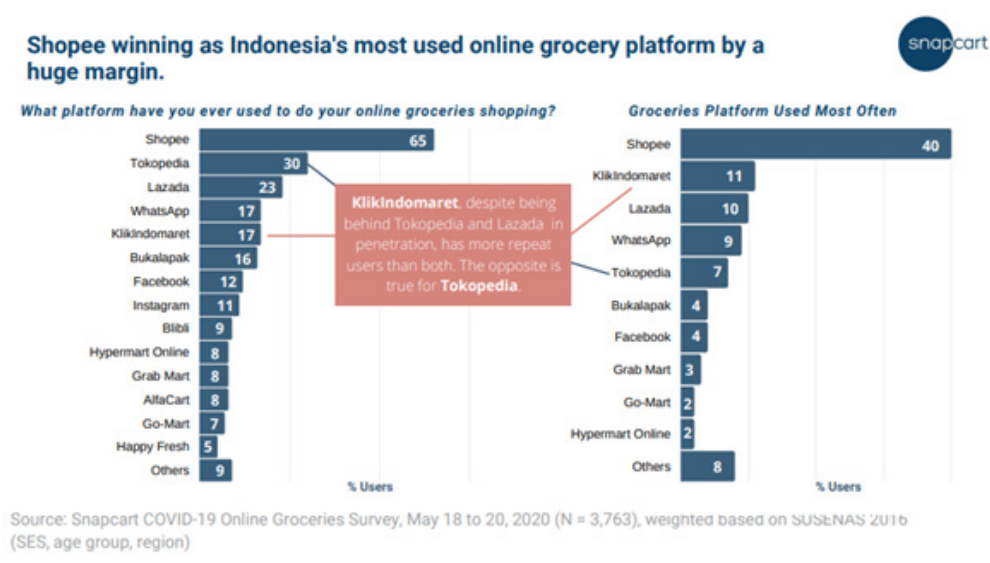 Shopee winning as Indonesia's most used online grocery platform by a
huge margin.
snapcart
What platform have you ever used to do your online groceries shopping?
Shopee 65
Tokopedia 30
Lazada 23
WhatsApp 17
KlikIndomaret 17
Bukalapak 16
Facebook 12
Instagram 11
Blibli 9
Hypermart Online 8
Grab Mart 8
AlfaCart 8
Go-Mart 7
Happy Fresh 5
Others 9
% Users
KlikIndomaret, despite being
behind Tokopedia and Lazada in
penetration, has more repeat
users than both. The opposite is
true for Tokopedia.
Groceries Platform Used Most Often
Shopee 40
KlikIndomaret 11
Lazada 10
WhatsApp 9
Tokopedia 7
Bukalapak 4
Facebook 4
Grab Mart 3
Go-Mart 2
Hypermart Online 2
Others 8
% Users
Source: Snapcart COVID-19 Online Groceries Survey, May 18 to 20, 2020 (N = 3,763), weighted based on SUSENAS 2016
(SES, age group, region)